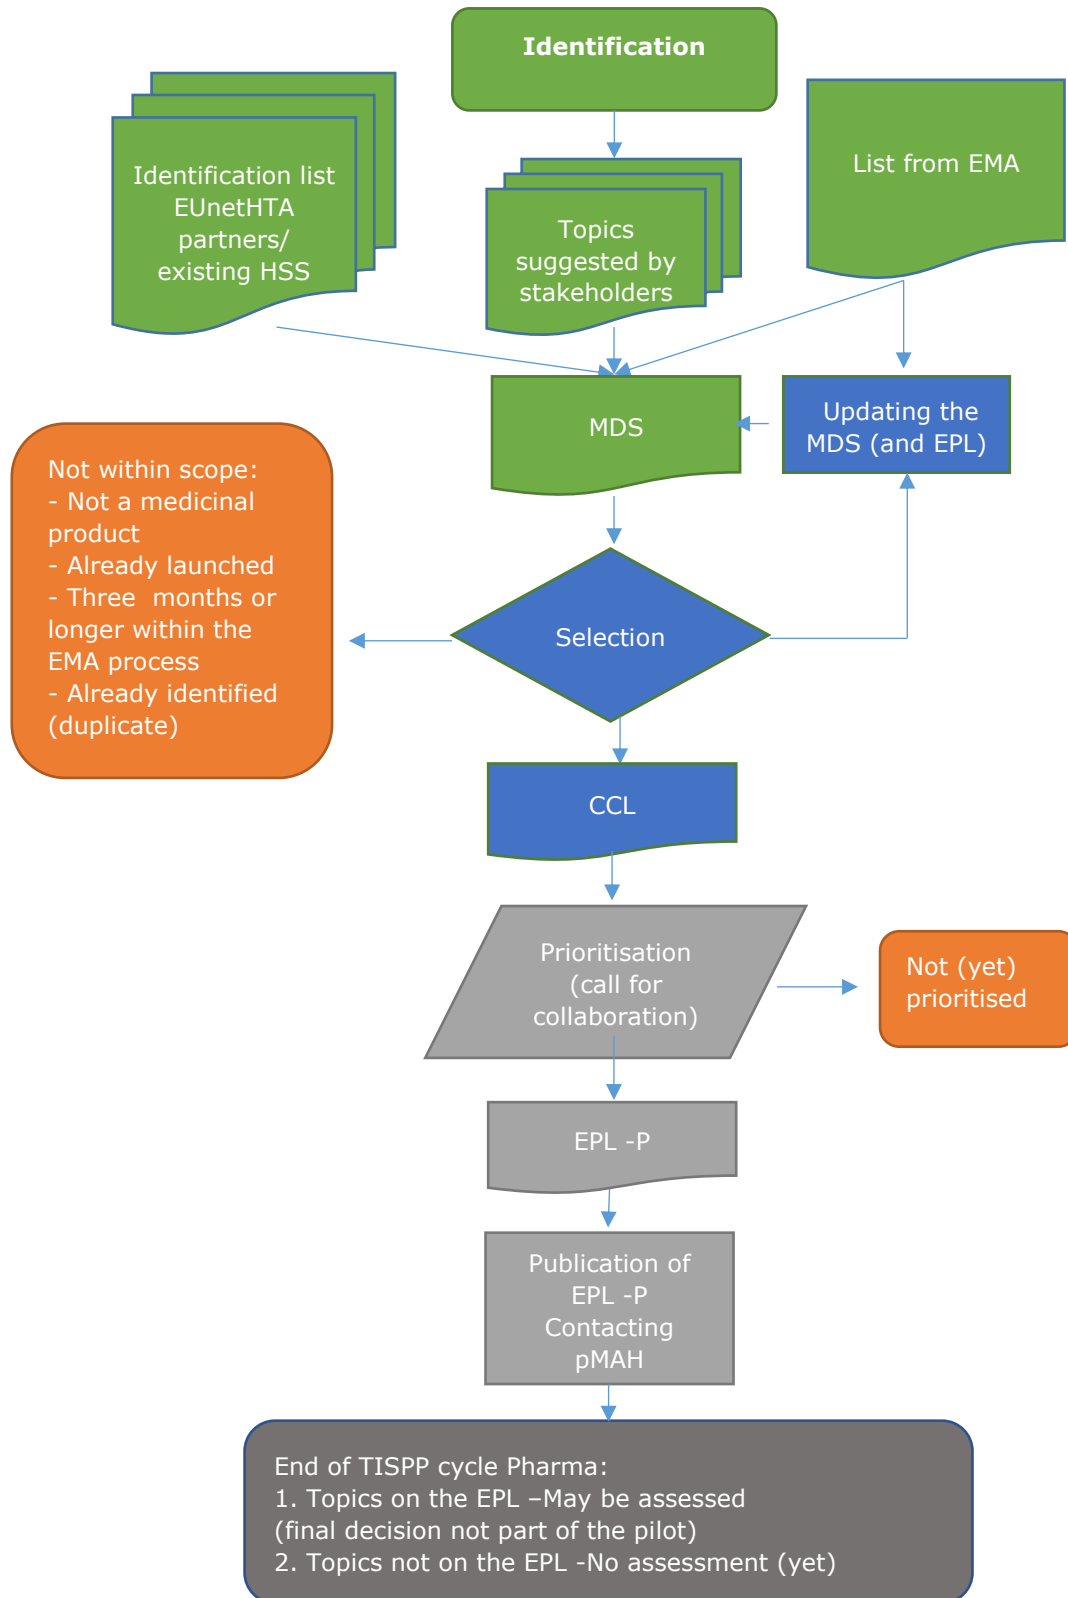 Identification
Identification list
EUnetHTA
partners/
existing HSS
Topics
suggested by
stakeholders
List from EMA
MDS
Updating the
MDS (and EPL)
Not within scope:
- Not a medicinal
product
- Already launched
- Three  months or
longer within the
EMA process
- Already identified
(duplicate)
Selection
CCL
Prioritisation
(call for
collaboration)
Not (yet)
prioritised
EPL -P
Publication of
EPL -P
Contacting
pMAH
End of TISPP cycle Pharma:
1. Topics on the EPL –May be assessed
(final decision not part of the pilot)
2. Topics not on the EPL -No assessment (yet)